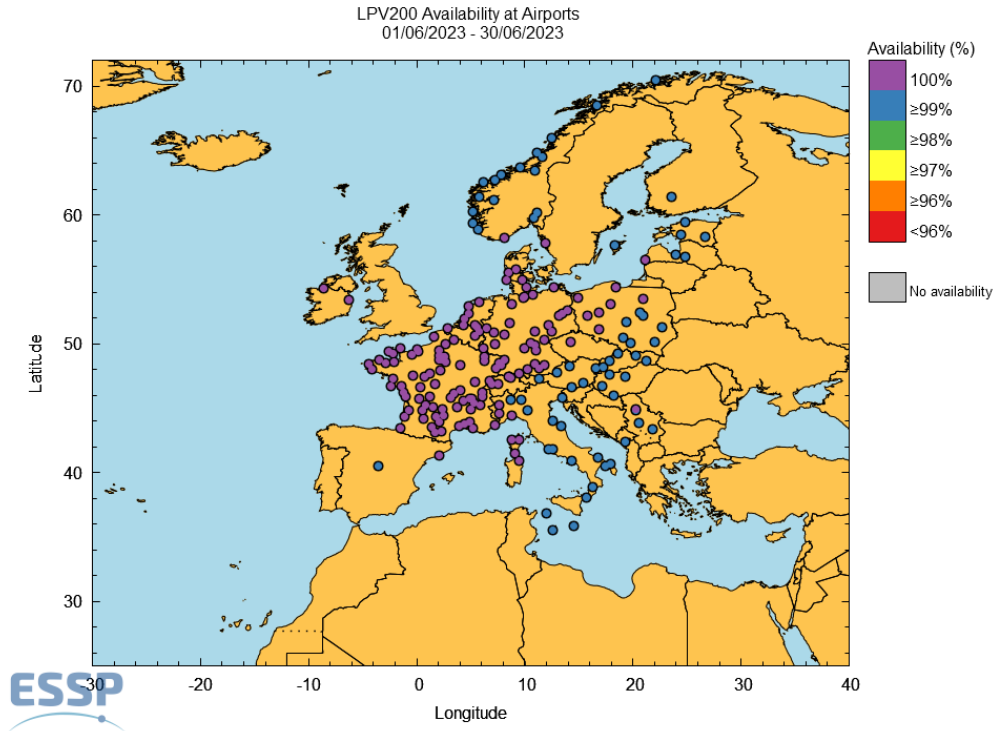 LPV200 Availability at Airports
01/06/2023 - 30/06/2023
Availability (%)
100%
≥99%
≥98%
≥97%
≥96%
<96%
No availability
70
60
50
40
30
Latitude
-30 -20 -10 0 10 20 30 40
Longitude
ESSP